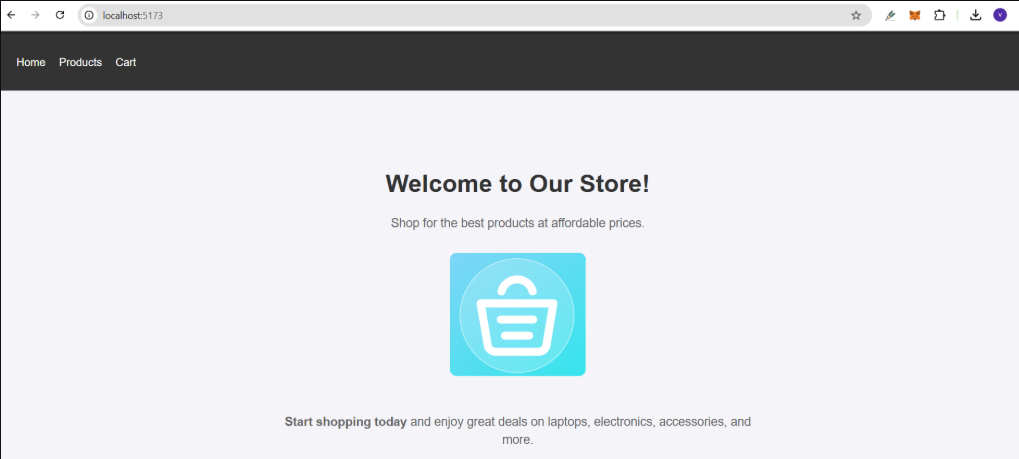 localhost:5173
V
Home Products Cart
Welcome to Our Store!
Shop for the best products at affordable prices.
Start shopping today and enjoy great deals on laptops, electronics, accessories, and
more.